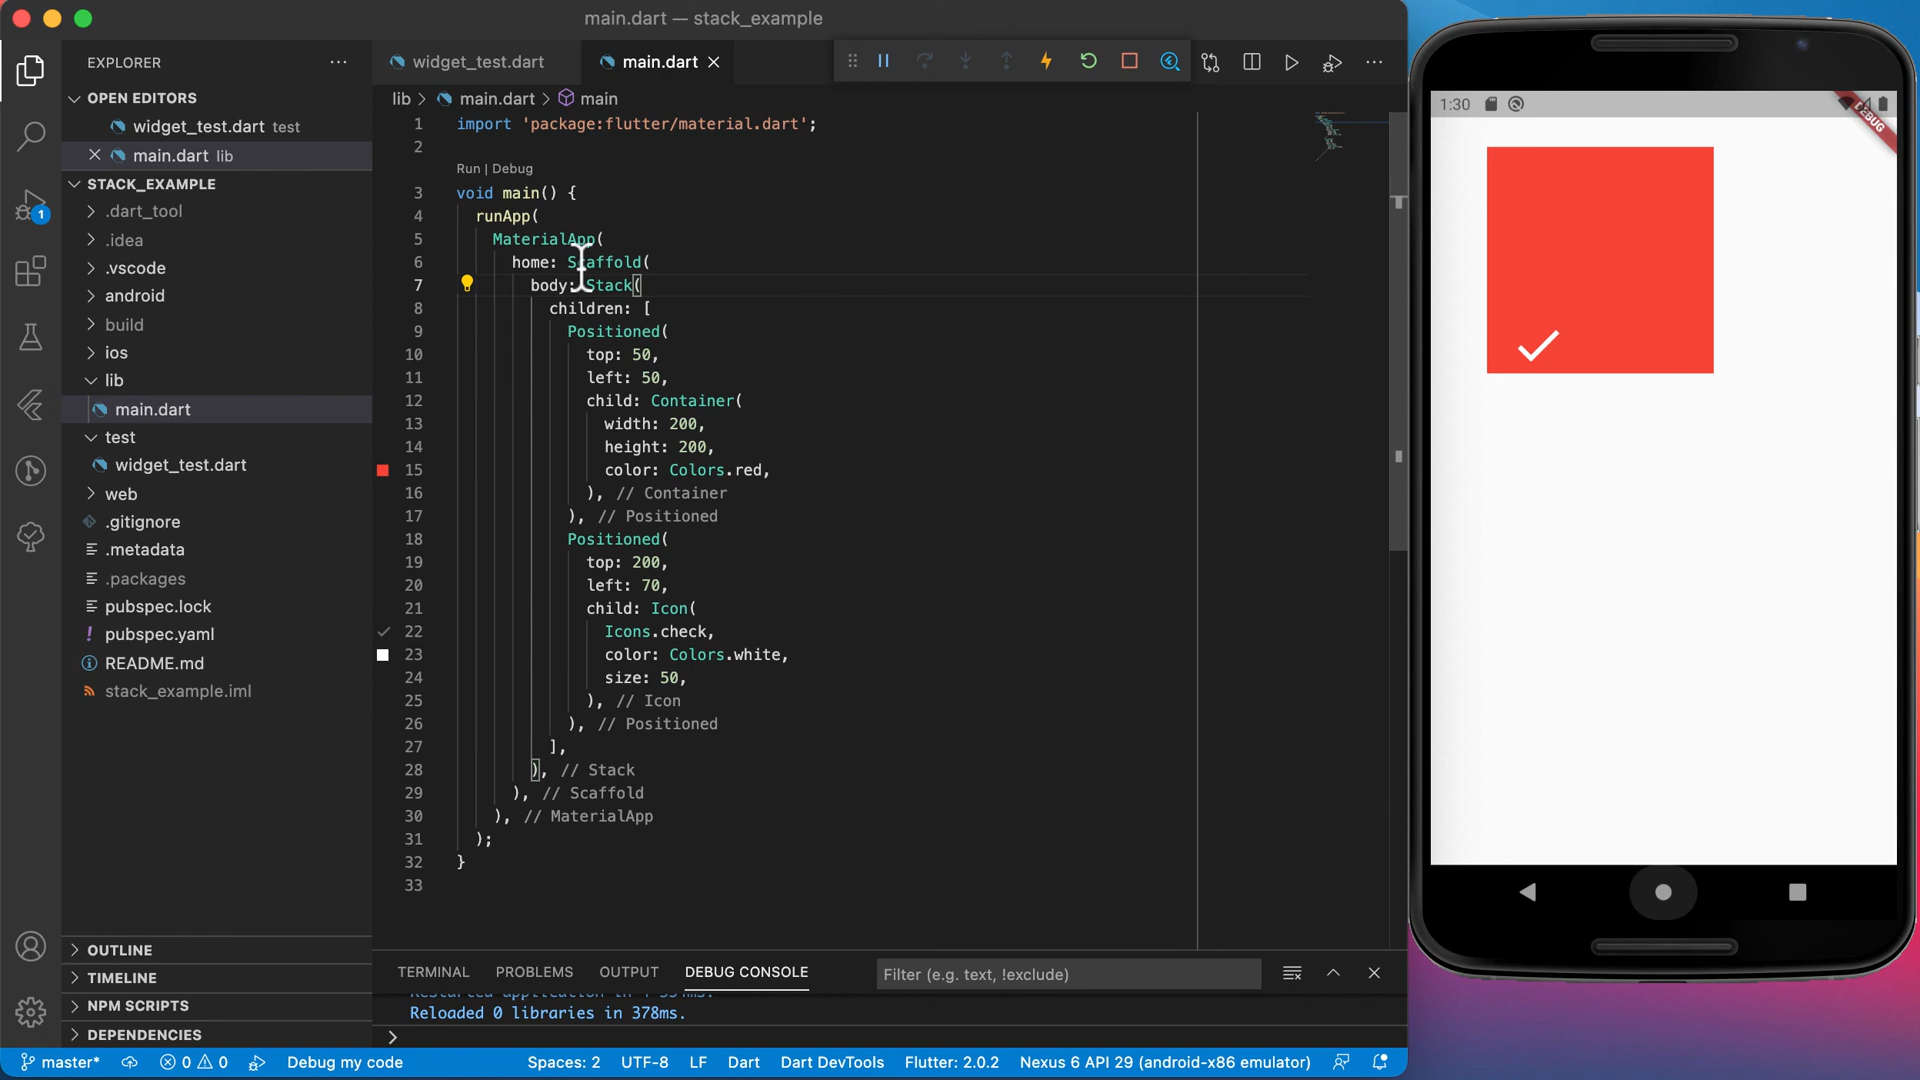 main.dart — stack_example
EXPLORER
OPEN EDITORS
widget_test.dart test
main.dart lib
STACK_EXAMPLE
.dart_tool
.idea
.vscode
android
build
ios
lib
main.dart
test
widget_test.dart
web
.gitignore
.metadata
.packages
pubspec.lock
pubspec.yaml
README.md
stack_example.iml
OUTLINE
TIMELINE
NPM SCRIPTS
DEPENDENCIES
1
widget_test.dart
main.dart
lib > main.dart > main
1 import 'package:flutter/material.dart';
2
Run | Debug
3 void main() {
4 runApp(
5 MaterialApp(
6 home: Scaffold(
7 body: Stack(
8 children: [
9 Positioned(
10 top: 50,
11 left: 50,
12 child: Container(
13 width: 200,
14 height: 200,
15 color: Colors.red,
16 ), // Container
17 ), // Positioned
18 Positioned(
19 top: 200,
20 left: 70,
21 child: Icon(
22 Icons.check,
23 color: Colors.white,
24 size: 50,
25 ), // Icon
26 ), // Positioned
27 ],
28 ), // Stack
29 ), // Scaffold
30 ), // MaterialApp
31 );
32 }
33
TERMINAL PROBLEMS OUTPUT DEBUG CONSOLE
Filter (e.g. text, !exclude)
Reloaded 0 libraries in 378ms.
>
master* 0 0 Debug my code Spaces: 2 UTF-8 LF Dart Dart DevTools Flutter: 2.0.2 Nexus 6 API 29 (android-x86 emulator)
1:30
DEBUG